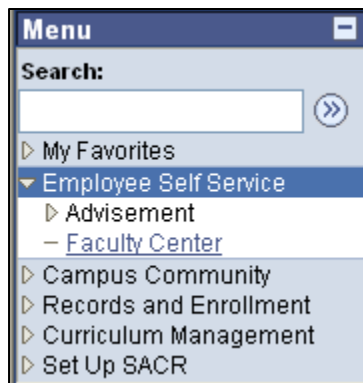 Menu
Search:
My Favorites
Employee Self Service
Advisement
Faculty Center
Campus Community
Records and Enrollment
Curriculum Management
Set Up SACR